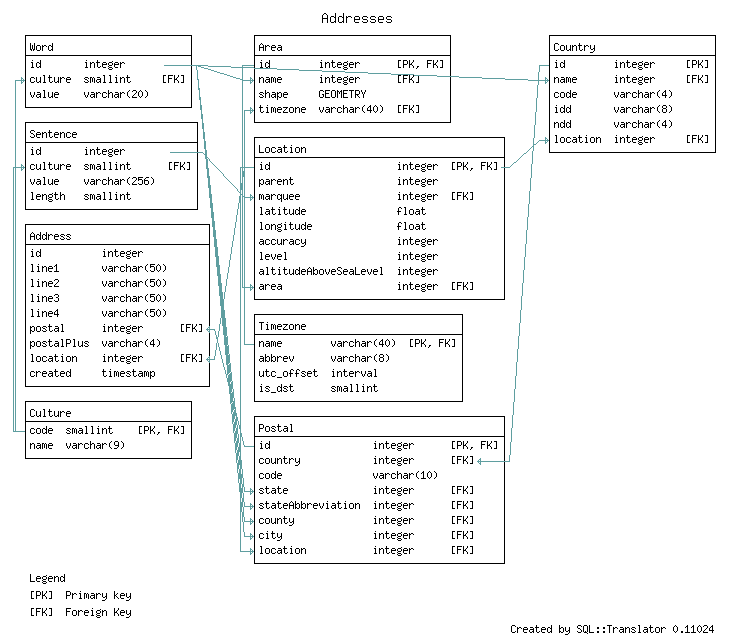 Addresses
Word
id integer
culture smallint [FK]
value varchar(20)
Sentence
id integer
culture smallint [FK]
value varchar(256)
length smallint
Address
id integer
line1 varchar(50)
line2 varchar(50)
line3 varchar(50)
line4 varchar(50)
postal integer [FK]
postalPlus varchar(4)
location integer [FK]
created timestamp
Culture
code smallint [PK, FK]
name varchar(9)
Area
id integer [PK, FK]
name integer [FK]
shape GEOMETRY
timezone varchar(40) [FK]
Location
id integer [PK, FK]
parent integer
marquee integer [FK]
latitude float
longitude float
accuracy integer
level integer
altitudeAboveSeaLevel integer
area integer [FK]
Timezone
name varchar(40) [PK, FK]
abbrev varchar(8)
utc_offset interval
is_dst smallint
Postal
id integer [PK, FK]
country integer [FK]
code varchar(10)
state integer [FK]
stateAbbreviation integer [FK]
county integer [FK]
city integer [FK]
location integer [FK]
Country
id integer [PK]
name integer [FK]
code varchar(4)
idd varchar(8)
ndd varchar(4)
location integer [FK]
Legend
[PK] Primary key
[FK] Foreign Key
Created by SQL::Translator 0.11024